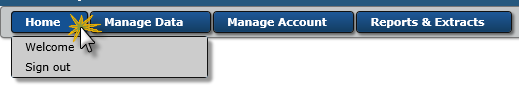 Home Manage Data Manage Account Reports & Extracts
Welcome
Sign out